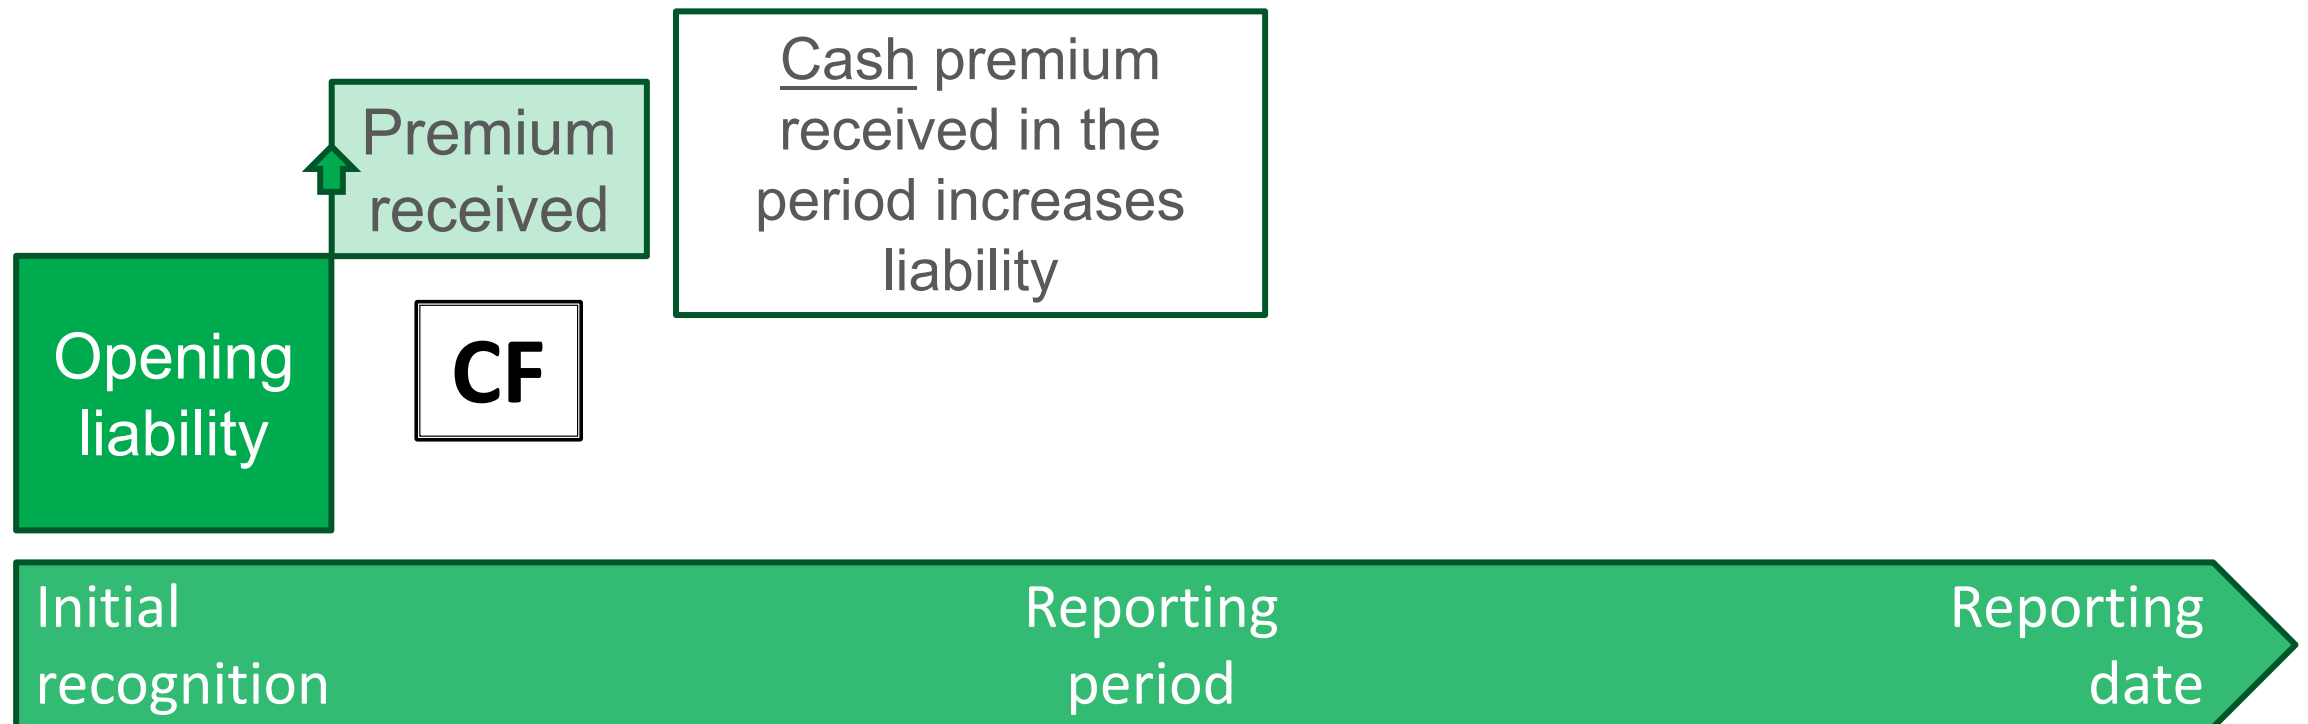 Cash premium
received in the
period increases
liability
Premium
received
Opening
liability
CF
Initial
recognition
Reporting
period
Reporting
date